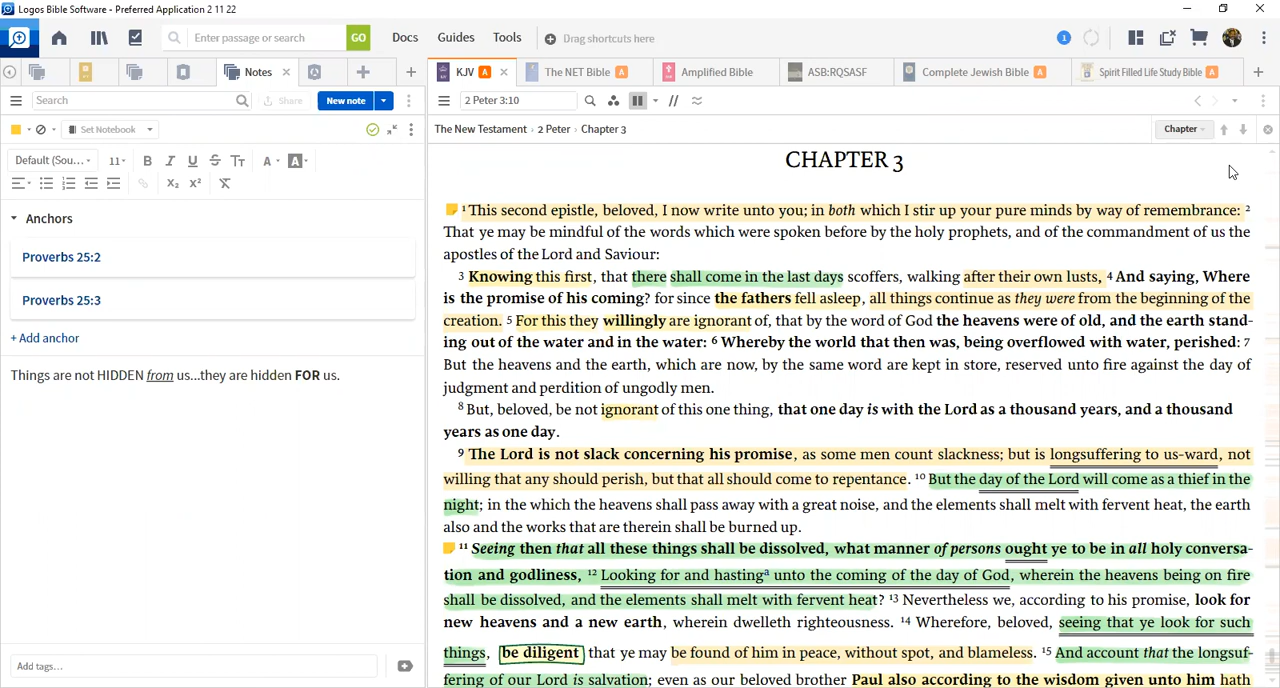 Logos Bible Software - Preferred Application 2 11 22
Enter passage or search GO Docs Guides Tools Drag shortcuts here 1
Notes KJV A The NET Bible A Amplified Bible ASB:RQSASF Complete Jewish Bible A Spirit Filled Life Study Bible A
Search Share New note 2 Peter 3:10
Set Notebook The New Testament › 2 Peter › Chapter 3 Chapter
Default (Sou... 11 B I U S Tt A A
X₂ X²
Anchors
Proverbs 25:2
Proverbs 25:3
+ Add anchor
Things are not HIDDEN from us...they are hidden FOR us.
Add tags...
CHAPTER 3
1 This second epistle, beloved, I now write unto you; in both which I stir up your pure minds by way of remembrance: 2
That ye may be mindful of the words which were spoken before by the holy prophets, and of the commandment of us the
apostles of the Lord and Saviour:
3 Knowing this first, that there shall come in the last days scoffers, walking after their own lusts, 4 And saying, Where
is the promise of his coming? for since the fathers fell asleep, all things continue as they were from the beginning of the
creation. 5 For this they willingly are ignorant of, that by the word of God the heavens were of old, and the earth stand-
ing out of the water and in the water: 6 Whereby the world that then was, being overflowed with water, perished: 7
But the heavens and the earth, which are now, by the same word are kept in store, reserved unto fire against the day of
judgment and perdition of ungodly men.
8 But, beloved, be not ignorant of this one thing, that one day is with the Lord as a thousand years, and a thousand
years as one day.
9 The Lord is not slack concerning his promise, as some men count slackness; but is longsuffering to us-ward, not
willing that any should perish, but that all should come to repentance. 10 But the day of the Lord will come as a thief in the
night; in the which the heavens shall pass away with a great noise, and the elements shall melt with fervent heat, the earth
also and the works that are therein shall be burned up.
11 Seeing then that all these things shall be dissolved, what manner of persons ought ye to be in all holy conversa-
tion and godliness, 12 Looking for and hasting a unto the coming of the day of God, wherein the heavens being on fire
shall be dissolved, and the elements shall melt with fervent heat? 13 Nevertheless we, according to his promise, look for
new heavens and a new earth, wherein dwelleth righteousness. 14 Wherefore, beloved, seeing that ye look for such
things, be diligent that ye may be found of him in peace, without spot, and blameless. 15 And account that the longsuf-
fering of our Lord is salvation; even as our beloved brother Paul also according to the wisdom given unto him hath